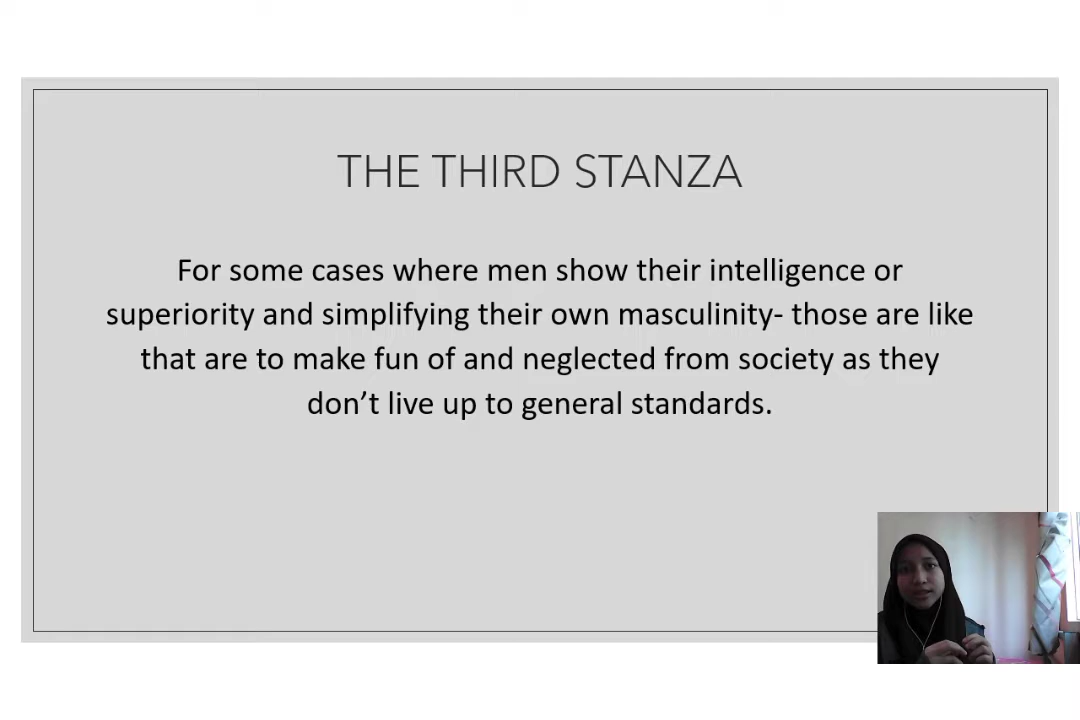 THE THIRD STANZA
For some cases where men show their intelligence or
superiority and simplifying their own masculinity- those are like
that are to make fun of and neglected from society as they
don’t live up to general standards.